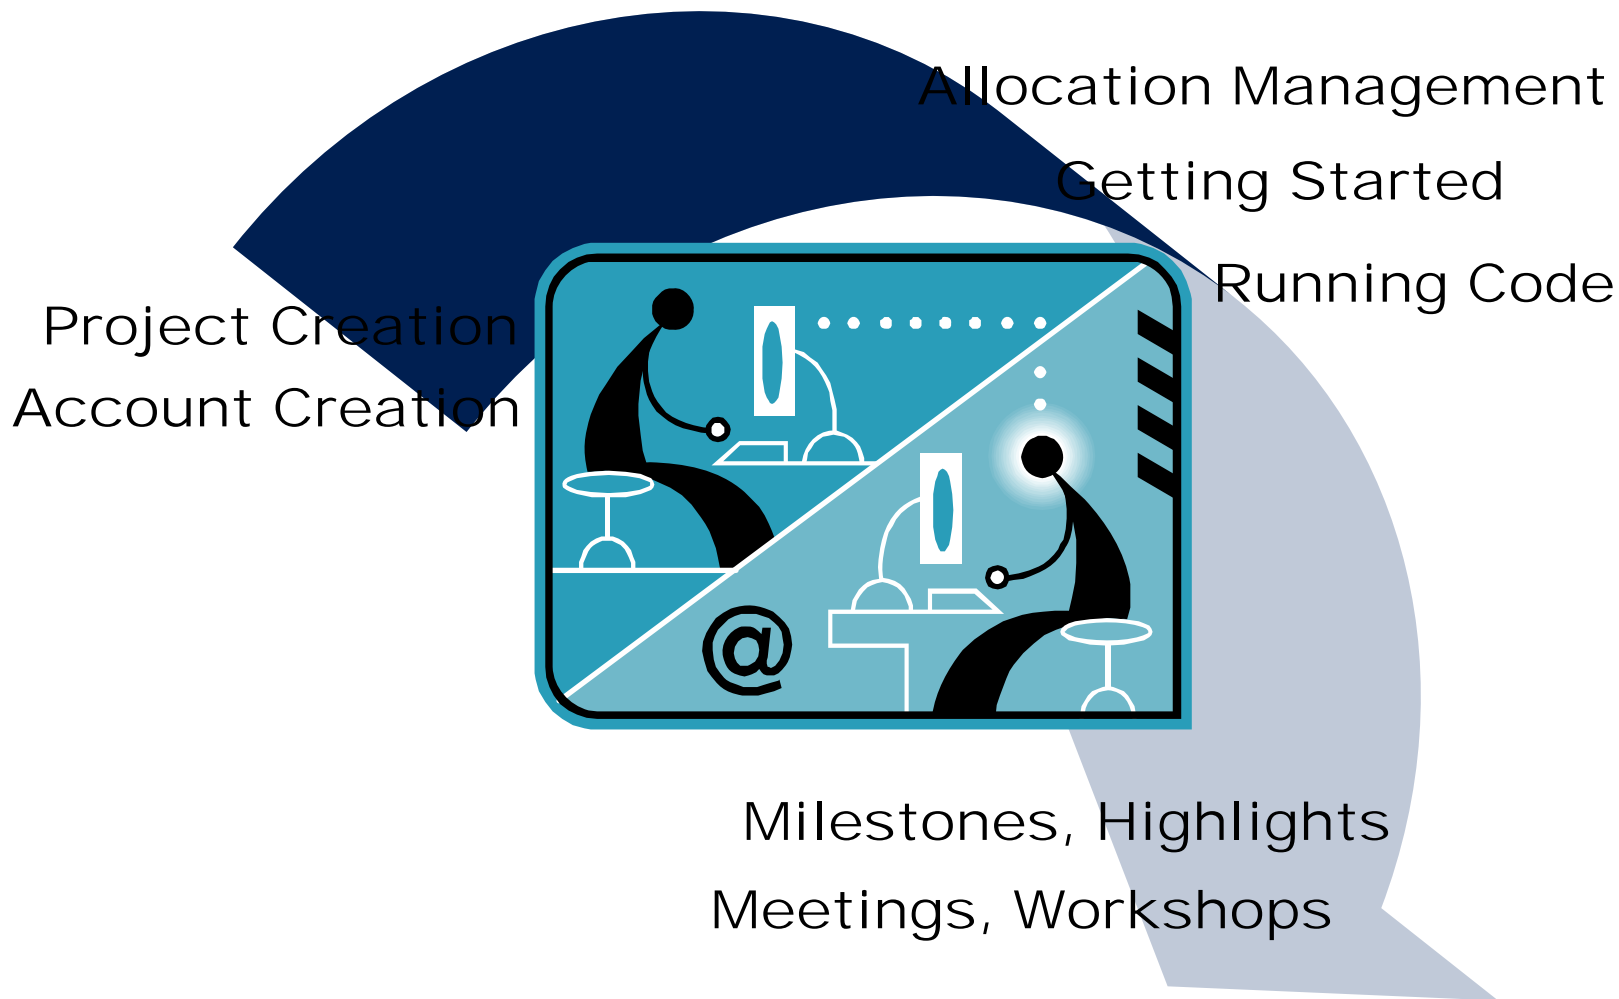 Allocation Management
Getting Started
Running Code
Project Creation
Account Creation
@
Milestones, Highlights
Meetings, Workshops